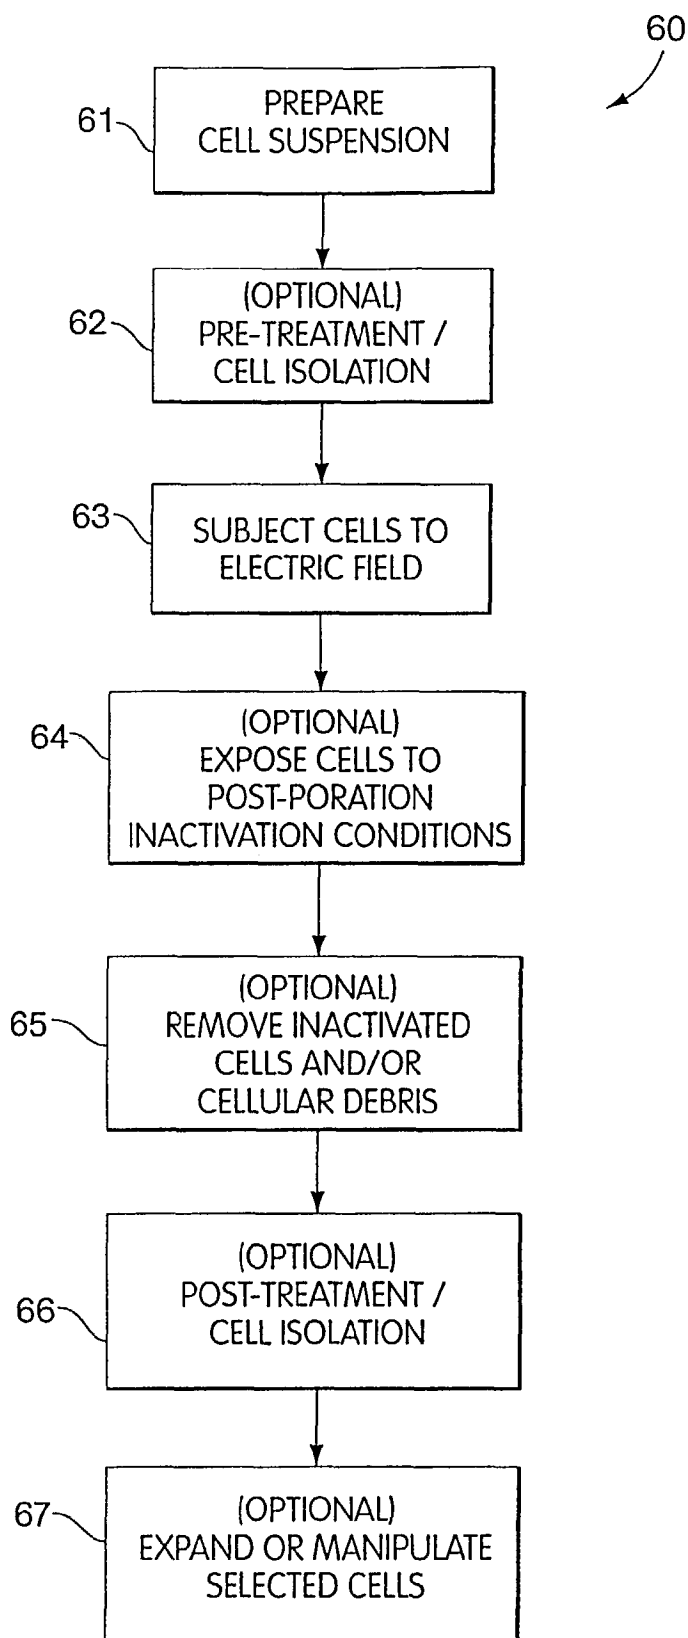 60
61
PREPARE
CELL SUSPENSION
62
(OPTIONAL)
PRE-TREATMENT /
CELL ISOLATION
63
SUBJECT CELLS TO
ELECTRIC FIELD
64
(OPTIONAL)
EXPOSE CELLS TO
POST-PORATION
INACTIVATION CONDITIONS
65
(OPTIONAL)
REMOVE INACTIVATED
CELLS AND/OR
CELLULAR DEBRIS
66
(OPTIONAL)
POST-TREATMENT /
CELL ISOLATION
67
(OPTIONAL)
EXPAND OR MANIPULATE
SELECTED CELLS